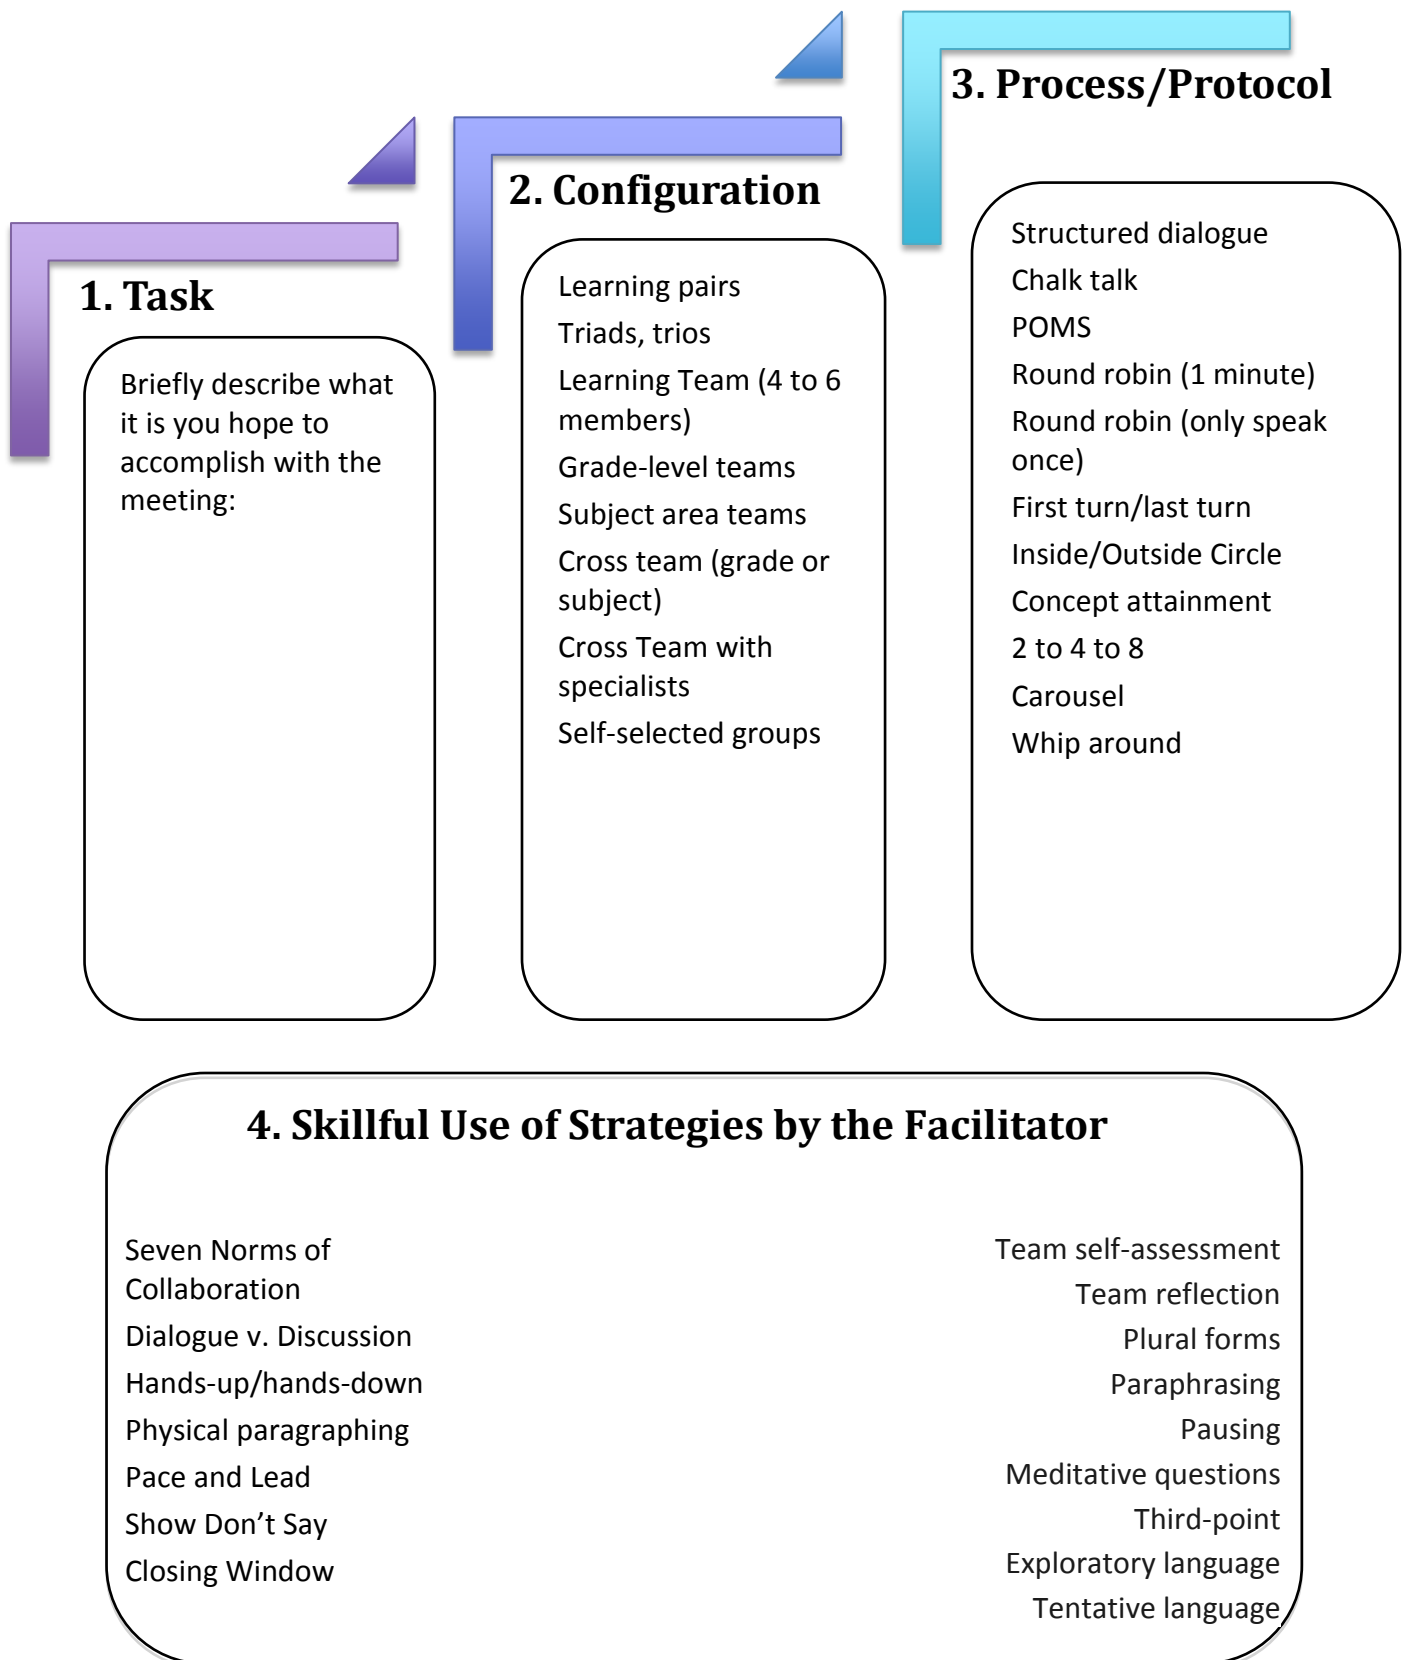 1. Task
Briefly describe what
it is you hope to
accomplish with the
meeting:
2. Configuration
Learning pairs
Triads, trios
Learning Team (4 to 6
members)
Grade-level teams
Subject area teams
Cross team (grade or
subject)
Cross Team with
specialists
Self-selected groups
3. Process/Protocol
Structured dialogue
Chalk talk
POMS
Round robin (1 minute)
Round robin (only speak
once)
First turn/last turn
Inside/Outside Circle
Concept attainment
2 to 4 to 8
Carousel
Whip around
4. Skillful Use of Strategies by the Facilitator
Seven Norms of
Collaboration
Dialogue v. Discussion
Hands-up/hands-down
Physical paragraphing
Pace and Lead
Show Don’t Say
Closing Window
Team self-assessment
Team reflection
Plural forms
Paraphrasing
Pausing
Meditative questions
Third-point
Exploratory language
Tentative language